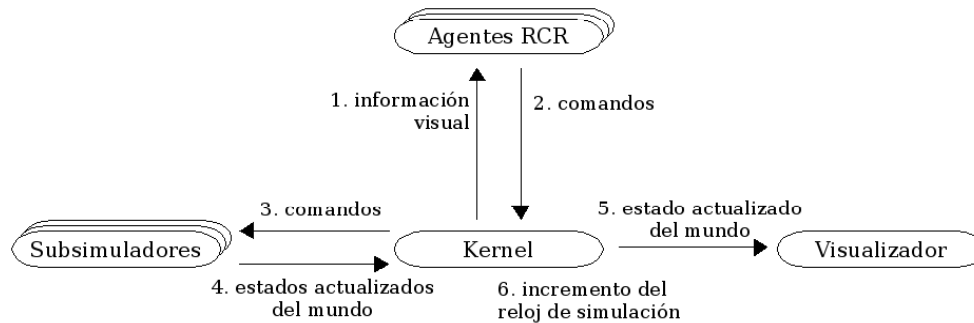 Agentes RCR
1. información
visual
2. comandos
3. comandos
5. estado actualizado
del mundo
Subsimuladores
Kernel
Visualizador
4. estados actualizados
del mundo
6. incremento del
reloj de simulación